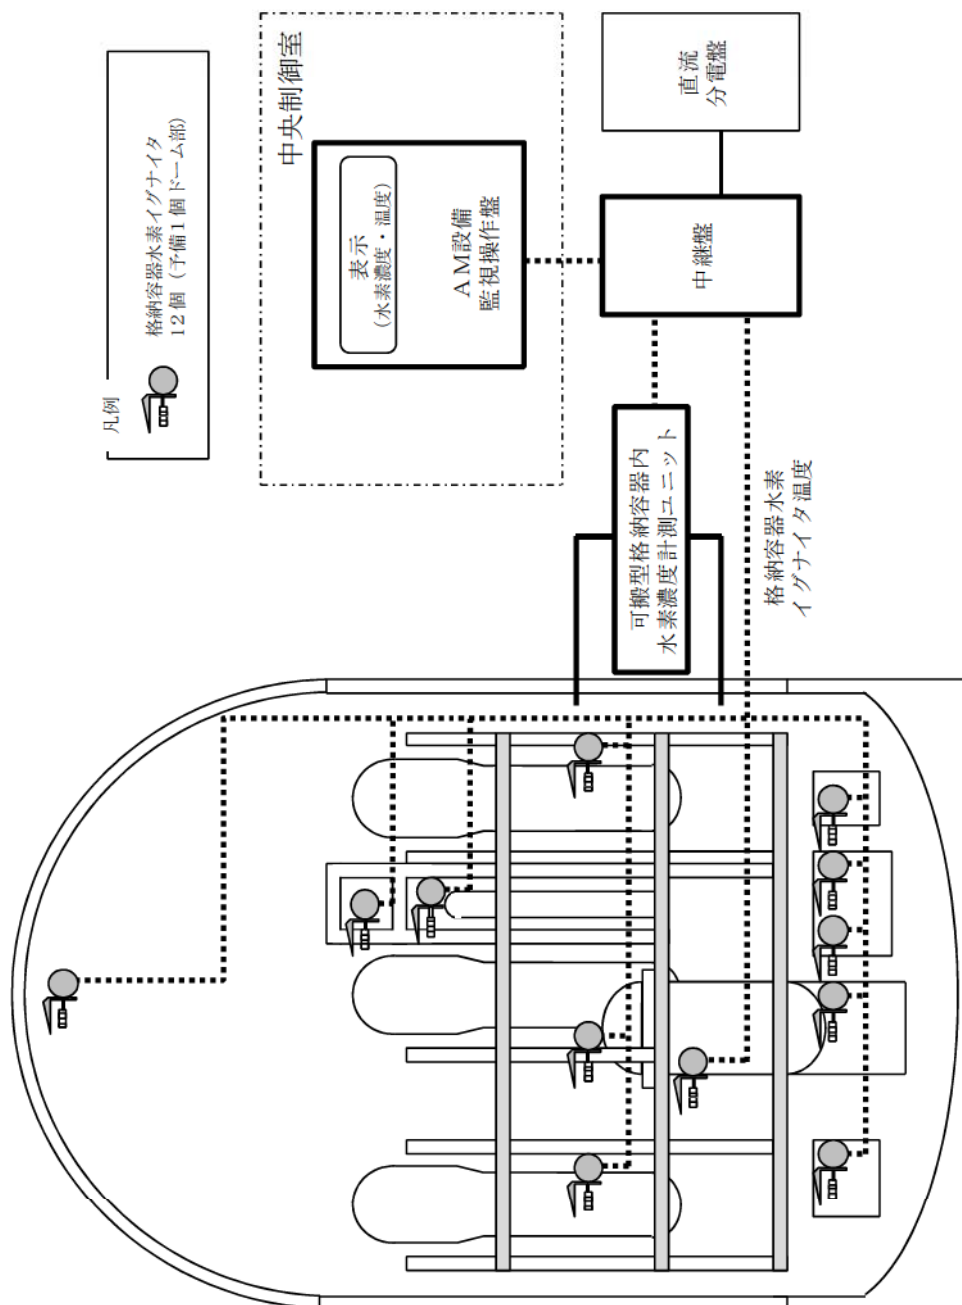 凡例
格納容器水素イグナイタ
12個（予備1個ドーム部）
中央制御室
表示
(水素濃度・温度)
AM設備
監視操作盤
直流
分電盤
中継盤
可搬型格納容器内
水素濃度計測ユニット
格納容器水素
イグナイタ温度